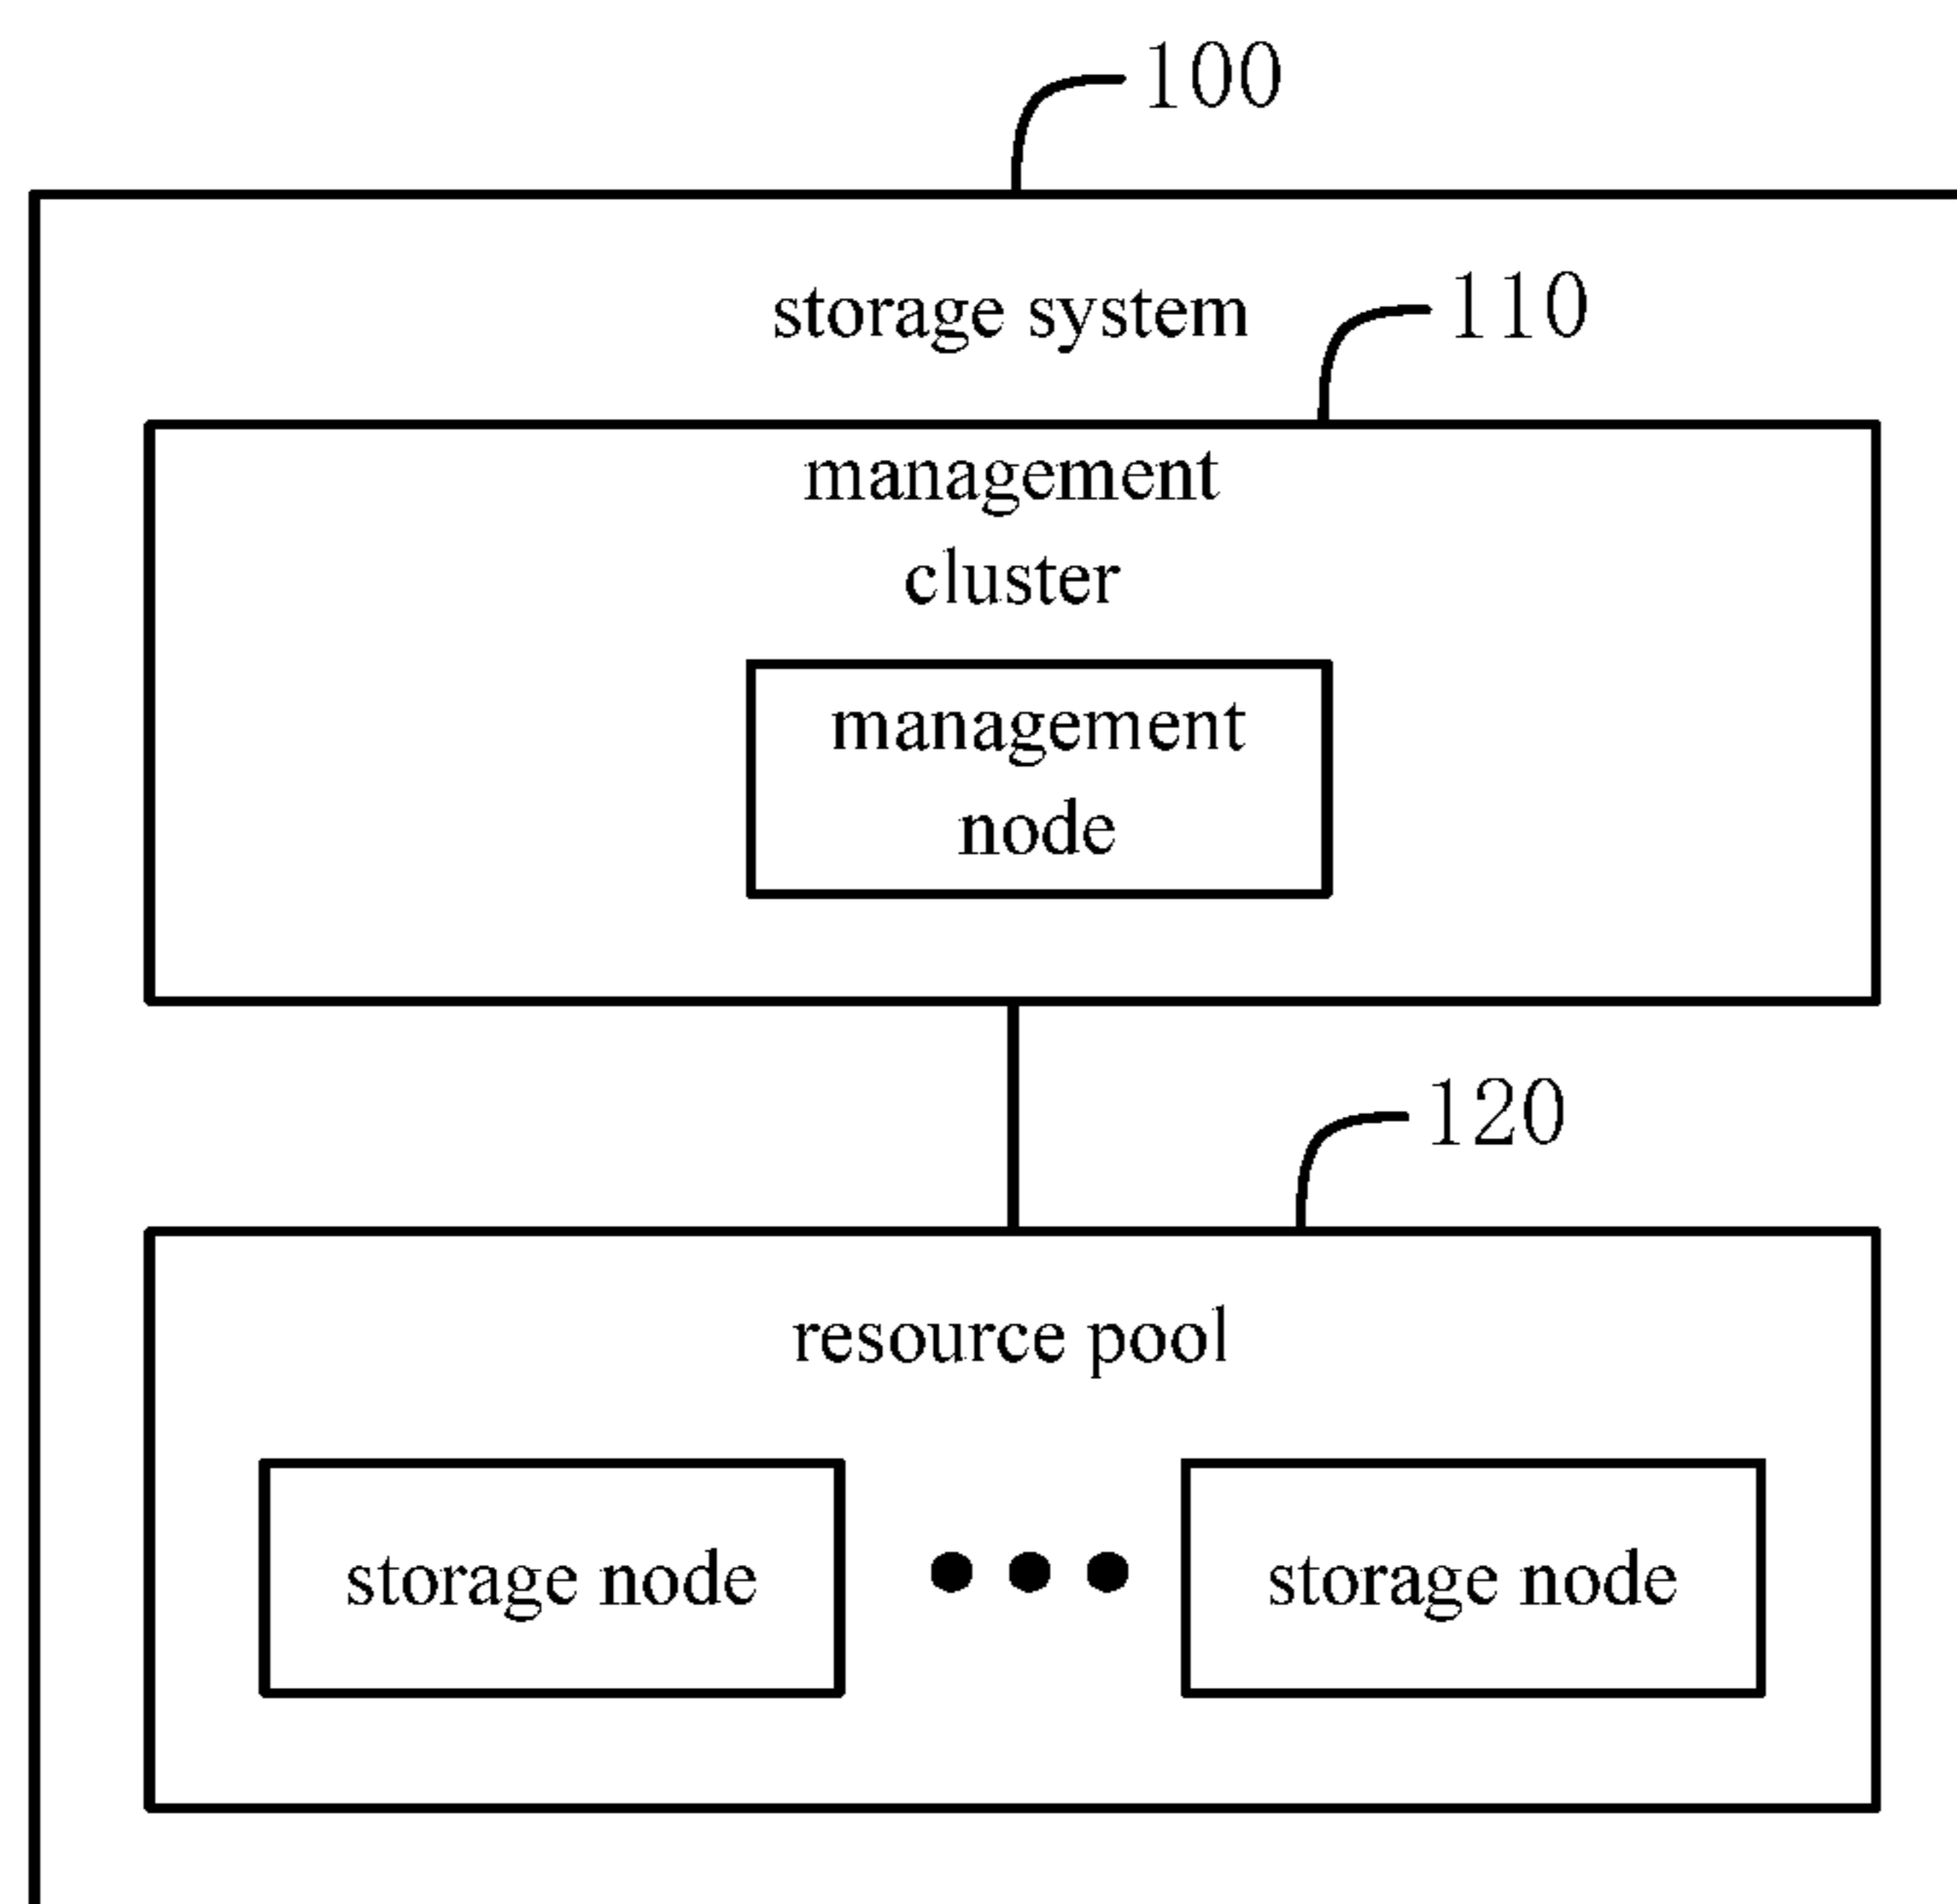 100
storage system
110
management
cluster
management
node
120
resource pool
storage node
storage node